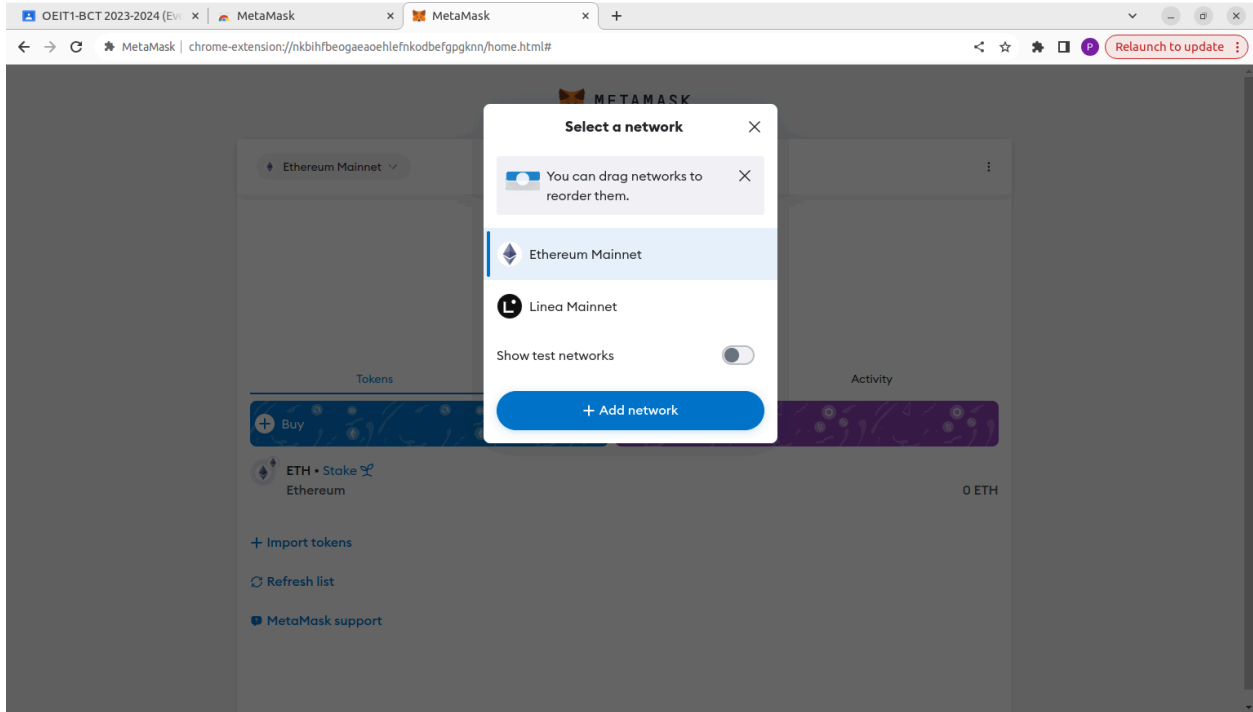 OEIT1-BCT 2023-2024 (Ev
MetaMask
MetaMask
MetaMask
chrome-extension://nkbihfbeogaeaoehlefnkodbefgpgknn/home.html#
P
Relaunch to update
METAMASK
Select a network
Ethereum Mainnet
You can drag networks to
reorder them.
Ethereum Mainnet
Linea Mainnet
Show test networks
Tokens
Activity
+ Add network
Buy
ETH • Stake
Ethereum
0 ETH
+ Import tokens
Refresh list
MetaMask support